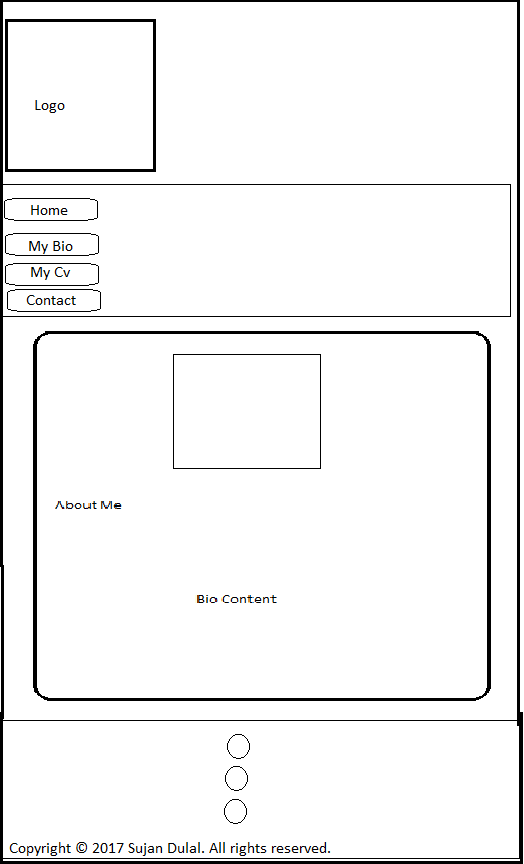 Logo
Home
My Bio
My Cv
Contact
About Me
Bio Content
Copyright © 2017 Sujan Dulal. All rights reserved.